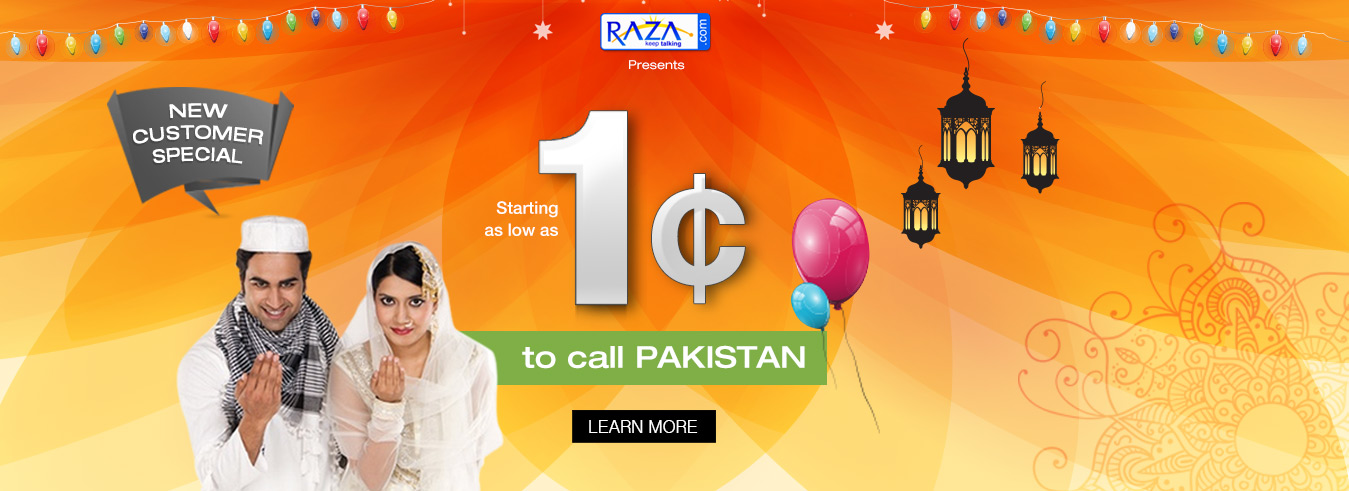 RAZA.com
keep talking
Presents
NEW
CUSTOMER
SPECIAL
Starting
as low as
1¢
to call PAKISTAN
LEARN MORE